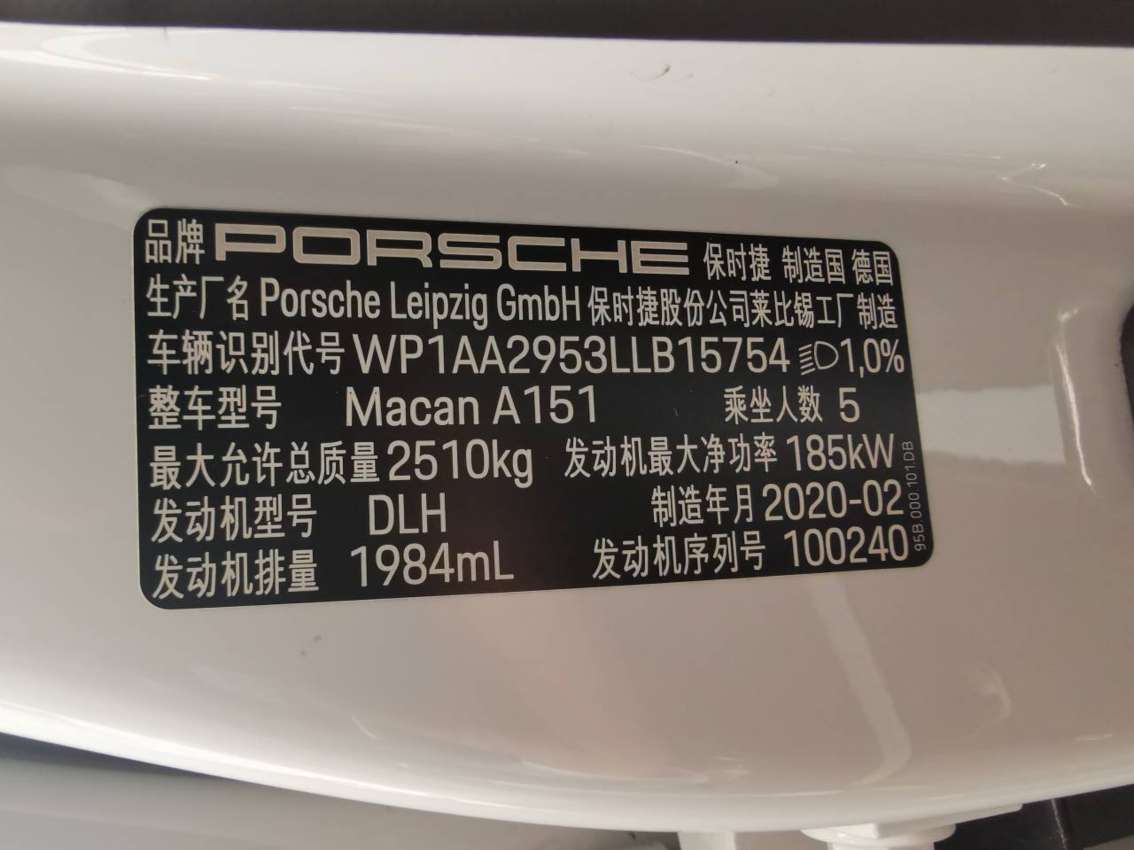 品牌 PORSCHE 保时捷 制造国 德国
生产厂名 Porsche Leipzig GmbH 保时捷股份公司莱比锡工厂制造
车辆识别代号 WP1AA2953LLB15754 1,0%
整车型号 Macan A151 乘坐人数 5
最大允许总质量 2510kg 发动机最大净功率 185kW
发动机型号 DLH 制造年月 2020-02
发动机排量 1984mL 发动机序列号 100240
95B 000.101.DB